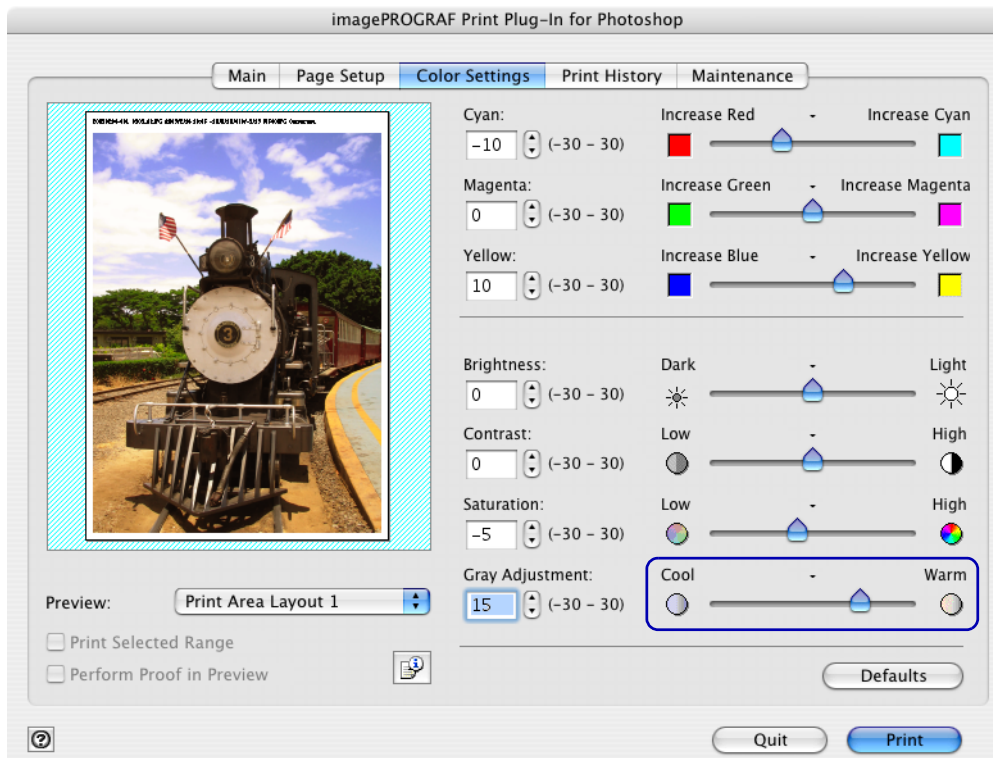 imagePROGRAF Print Plug-In for Photoshop
Main Page Setup Color Settings Print History Maintenance
Cyan:
-10 (-30 - 30)
Increase Red - Increase Cyan
Magenta:
0 (-30 - 30)
Increase Green - Increase Magenta
Yellow:
10 (-30 - 30)
Increase Blue - Increase Yellow
3
Brightness:
0 (-30 - 30)
Dark - Light
Contrast:
0 (-30 - 30)
Low - High
Saturation:
-5 (-30 - 30)
Low - High
Gray Adjustment:
15 (-30 - 30)
Cool - Warm
Preview: Print Area Layout 1
Print Selected Range
Perform Proof in Preview
Defaults
? Quit Print